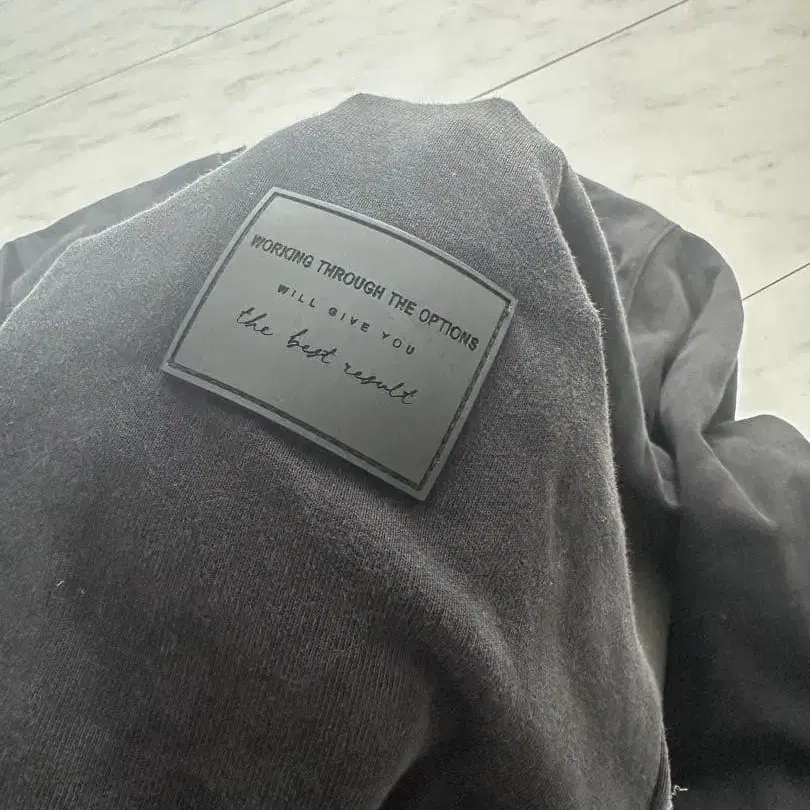 WORKING THROUGH THE OPTIONS
WILL GIVE YOU
the best result